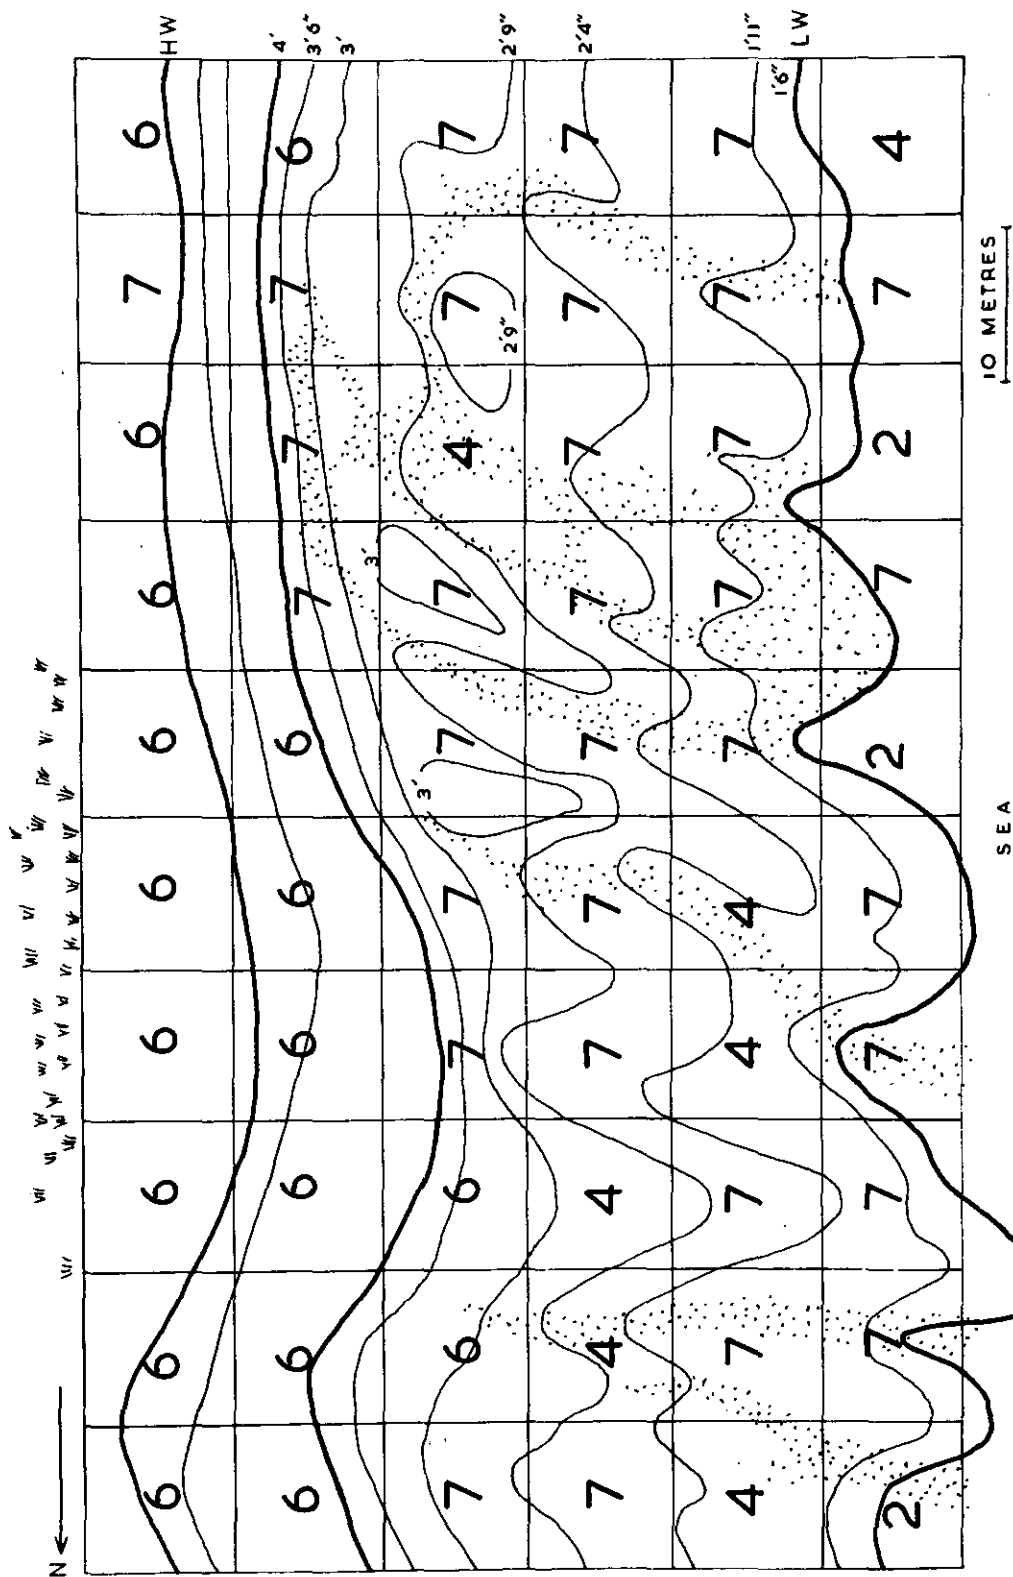 N
6 6 6 6 6 6 6 6 7 6 HW
6 6 6 6 6 6 7 7 7 6 4'
3'6"
3'
3'
3'
7 6 6 7 7 7 7 4 7 7
2'9" 2'9"
7 4 4 7 7 7 7 7 7 7 2'4"
4 7 7 4 4 7 7 7 7 7 1'11"
1'6"
LW
2 7 7 7 7 2 7 2 7 4
SEA
10 METRES